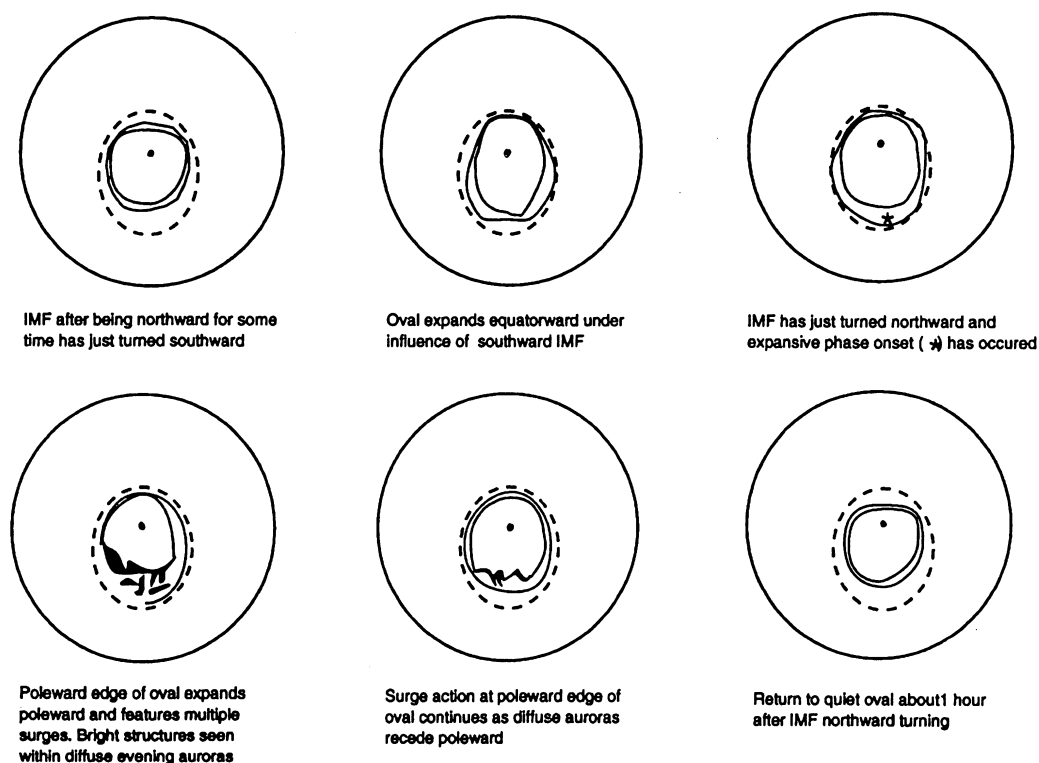 IMF after being northward for some
time has just turned southward
Oval expands equatorward under
influence of southward IMF
IMF has just turned northward and
expansive phase onset ( ★) has occured
Poleward edge of oval expands
poleward and features multiple
surges. Bright structures seen
within diffuse evening auroras
Surge action at poleward edge of
oval continues as diffuse auroras
recede poleward
Return to quiet oval about1 hour
after IMF northward turning